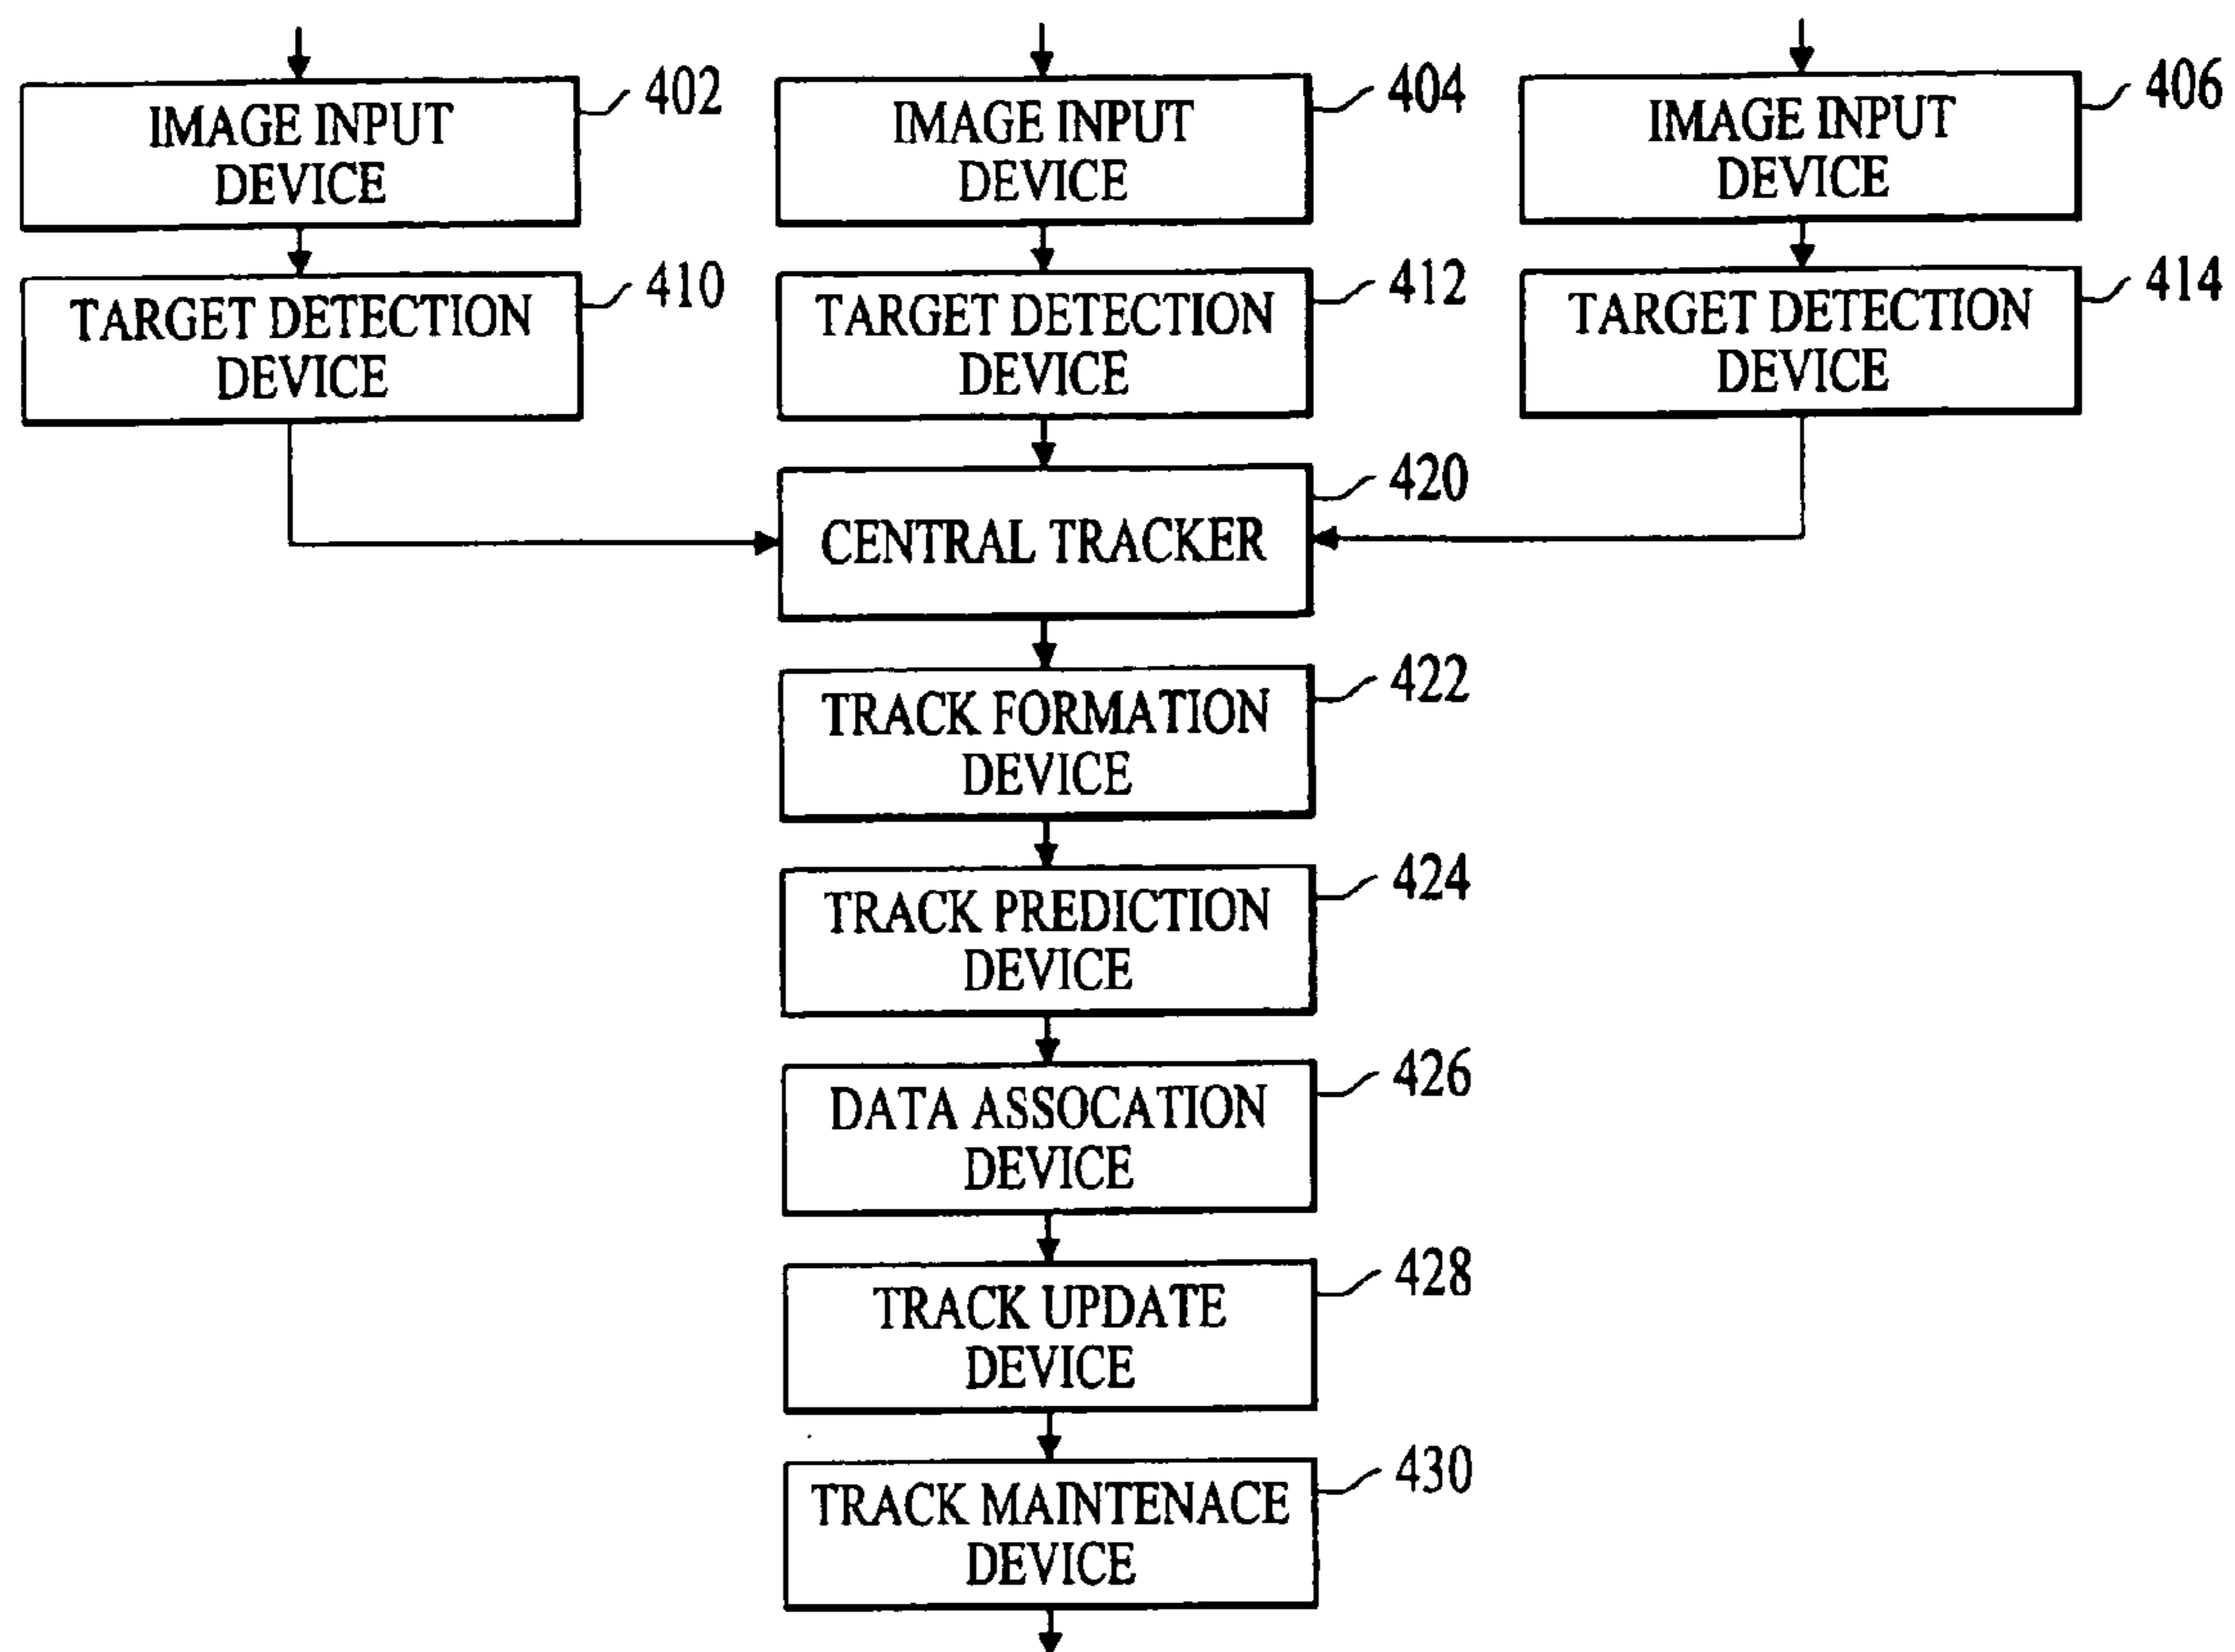 IMAGE INPUT
DEVICE
402
IMAGE INPUT
DEVICE
404
IMAGE INPUT
DEVICE
406
TARGET DETECTION
DEVICE
410
TARGET DETECTION
DEVICE
412
TARGET DETECTION
DEVICE
414
CENTRAL TRACKER
420
TRACK FORMATION
DEVICE
422
TRACK PREDICTION
DEVICE
424
DATA ASSOCATION
DEVICE
426
TRACK UPDATE
DEVICE
428
TRACK MAINTENACE
DEVICE
430